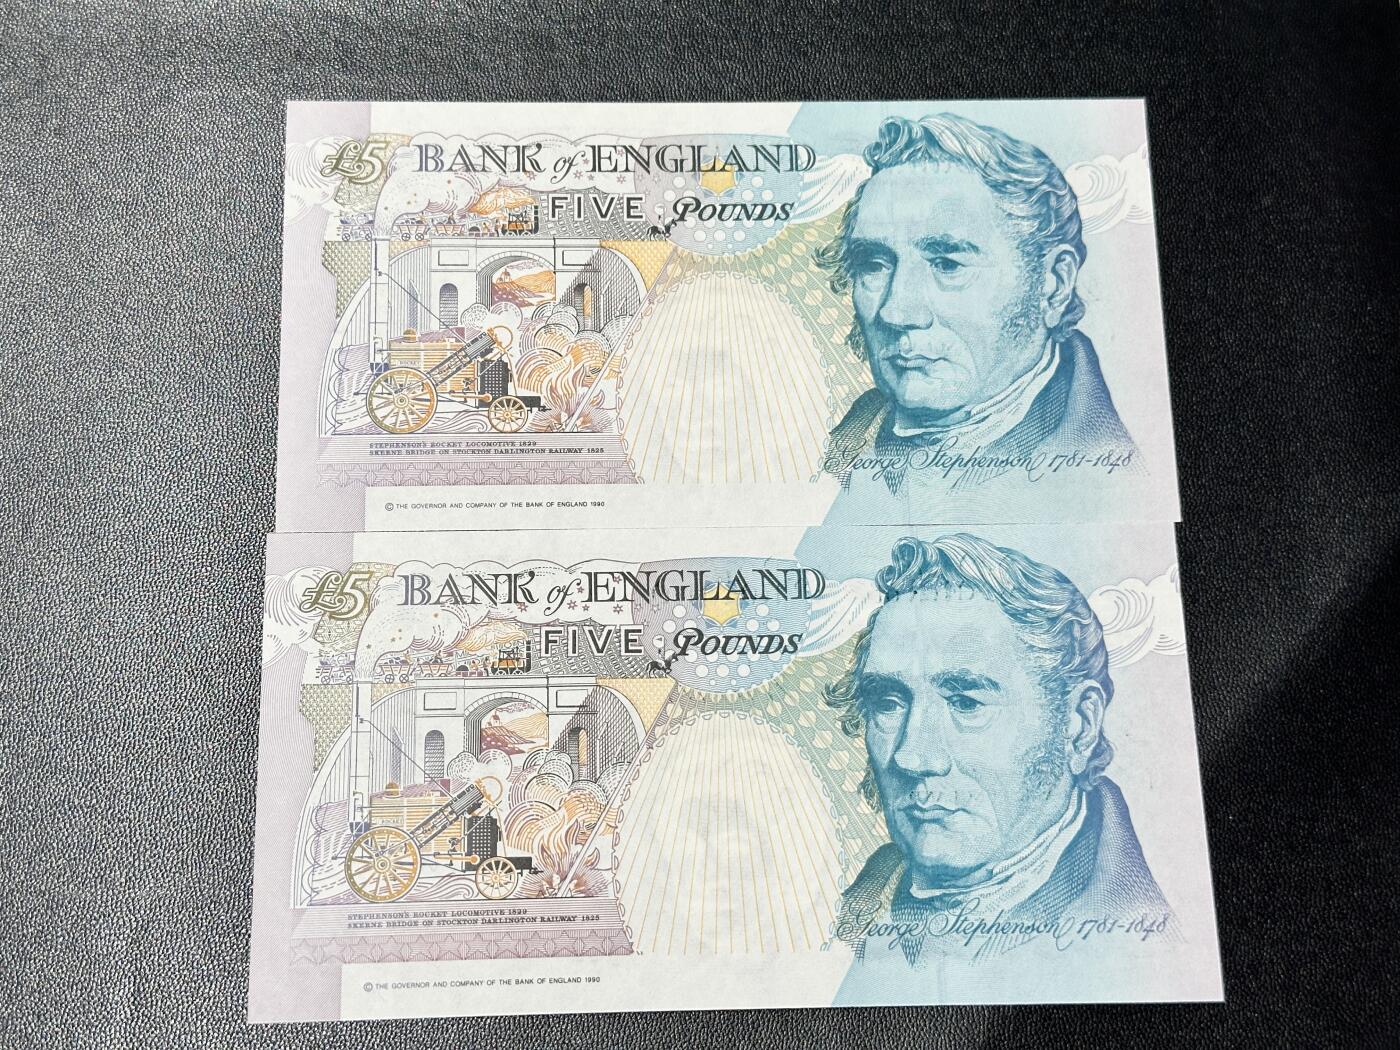 £5 BANK of ENGLAND
FIVE POUNDS
ROCKET
STEPHENSON'S ROCKET LOCOMOTIVE 1829
SKERNE BRIDGE ON STOCKTON DARLINGTON RAILWAY 1825
George Stephenson 1781-1848
© THE GOVERNOR AND COMPANY OF THE BANK OF ENGLAND 1990
£5 BANK of ENGLAND
FIVE POUNDS
ROCKET
STEPHENSON'S ROCKET LOCOMOTIVE 1829
SKERNE BRIDGE ON STOCKTON DARLINGTON RAILWAY 1825
George Stephenson 1781-1848
© THE GOVERNOR AND COMPANY OF THE BANK OF ENGLAND 1990